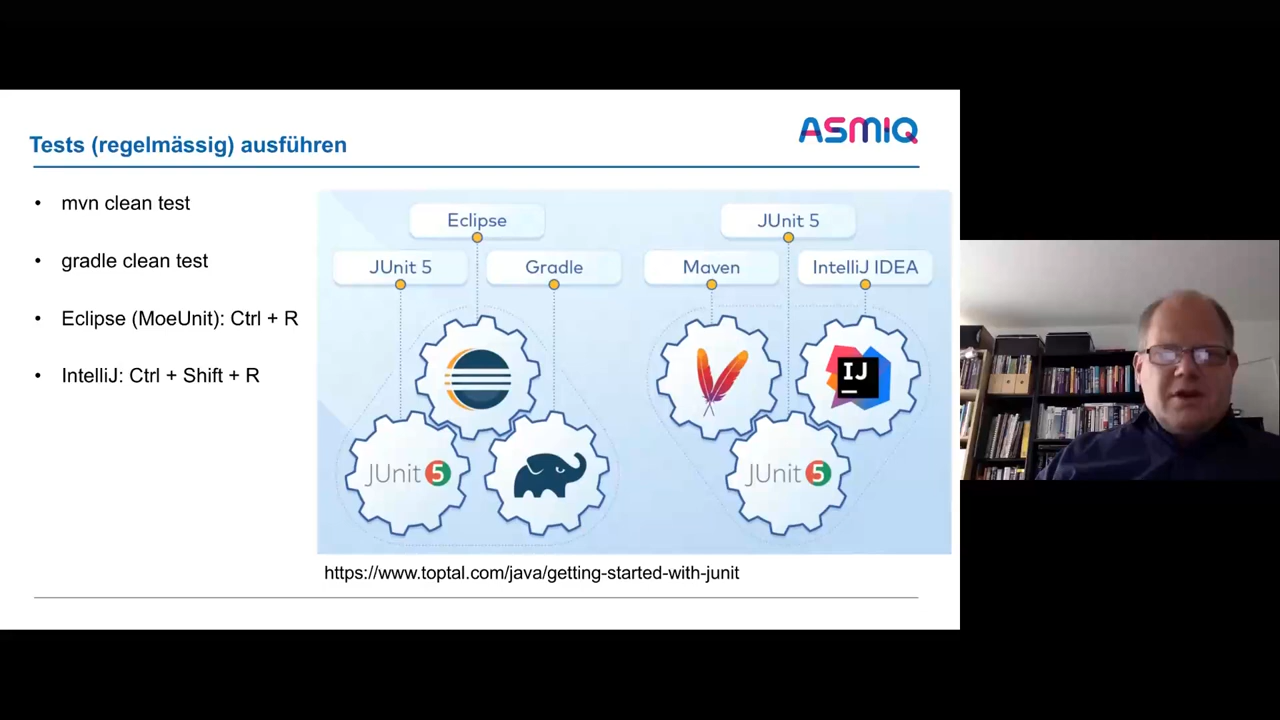 ASMIQ
Tests (regelmässig) ausführen
• mvn clean test
• gradle clean test
• Eclipse (MoeUnit): Ctrl + R
• IntelliJ: Ctrl + Shift + R
Eclipse
JUnit 5
Gradle
JUnit 5
JUnit 5
Maven
IntelliJ IDEA
IJ
JUnit 5
https://www.toptal.com/java/getting-started-with-junit